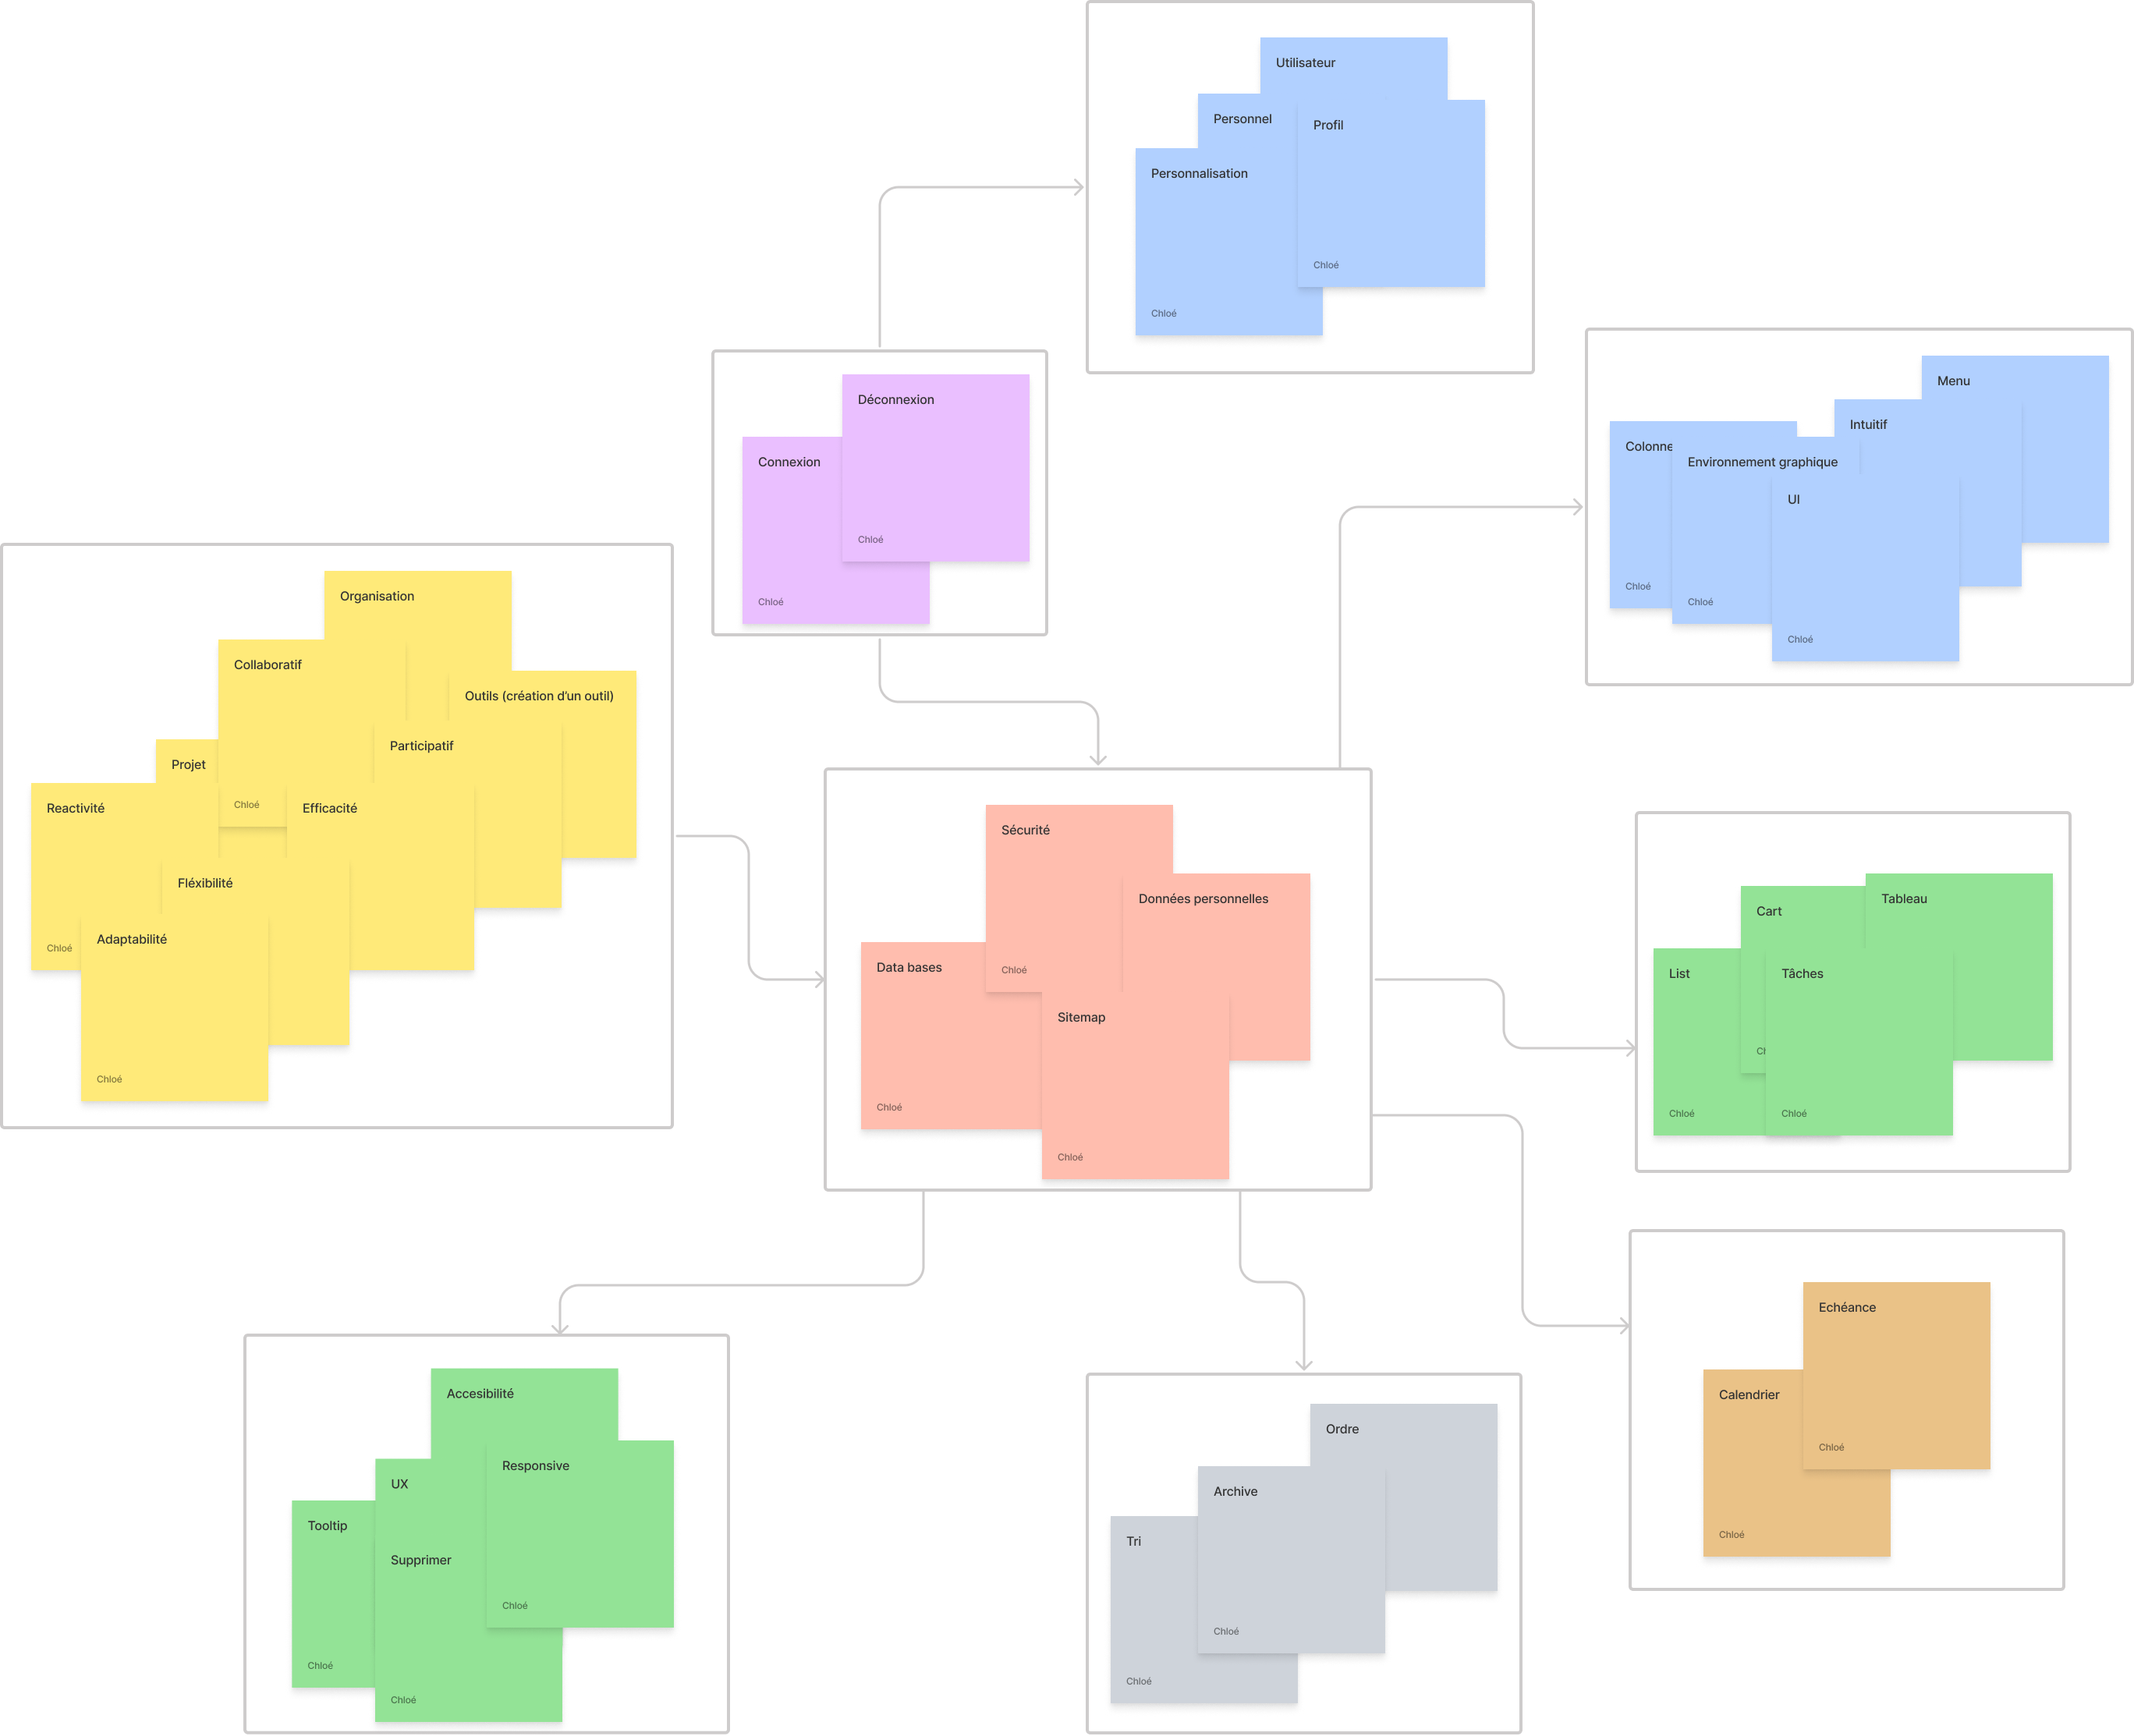 Utilisateur
Personnel
Profil
Personnalisation
Chloé
Chloé
Déconnexion
Connexion
Chloé
Chloé
Menu
Intuitif
Colonne
Environnement graphique
UI
Chloé
Chloé
Chloé
Organisation
Collaboratif
Outils (création d'un outil)
Participatif
Projet
Chloé
Reactivité
Efficacité
Fléxibilité
Adaptabilité
Chloé
Chloé
Sécurité
Données personnelles
Data bases
Chloé
Sitemap
Chloé
Chloé
Tableau
Cart
List
Tâches
Ch
Chloé
Chloé
Echéance
Calendrier
Chloé
Chloé
Accesibilité
Responsive
UX
Tooltip
Supprimer
Chloé
Chloé
Chloé
Ordre
Archive
Tri
Chloé
Chloé